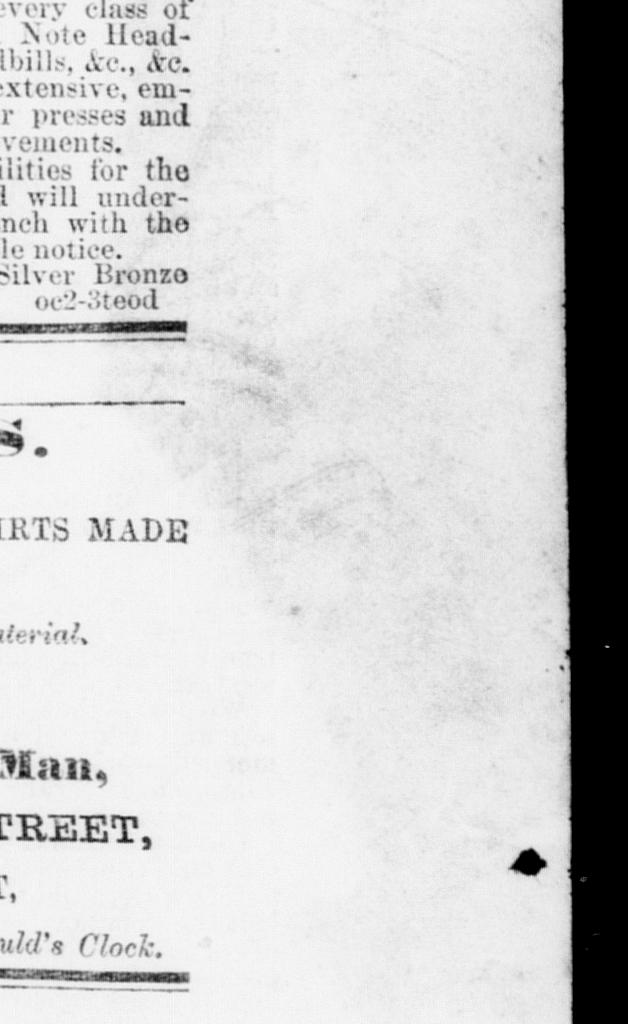 every class of
Note Head-
dbills, &c., &c.
extensive, em-
r presses and
vements.
ilities for the
d will under-
nch with the
le notice.
Silver Bronze
oc2-3teod
S.
IRTS MADE
aterial.
Man,
TREET,
T,
uld's Clock.